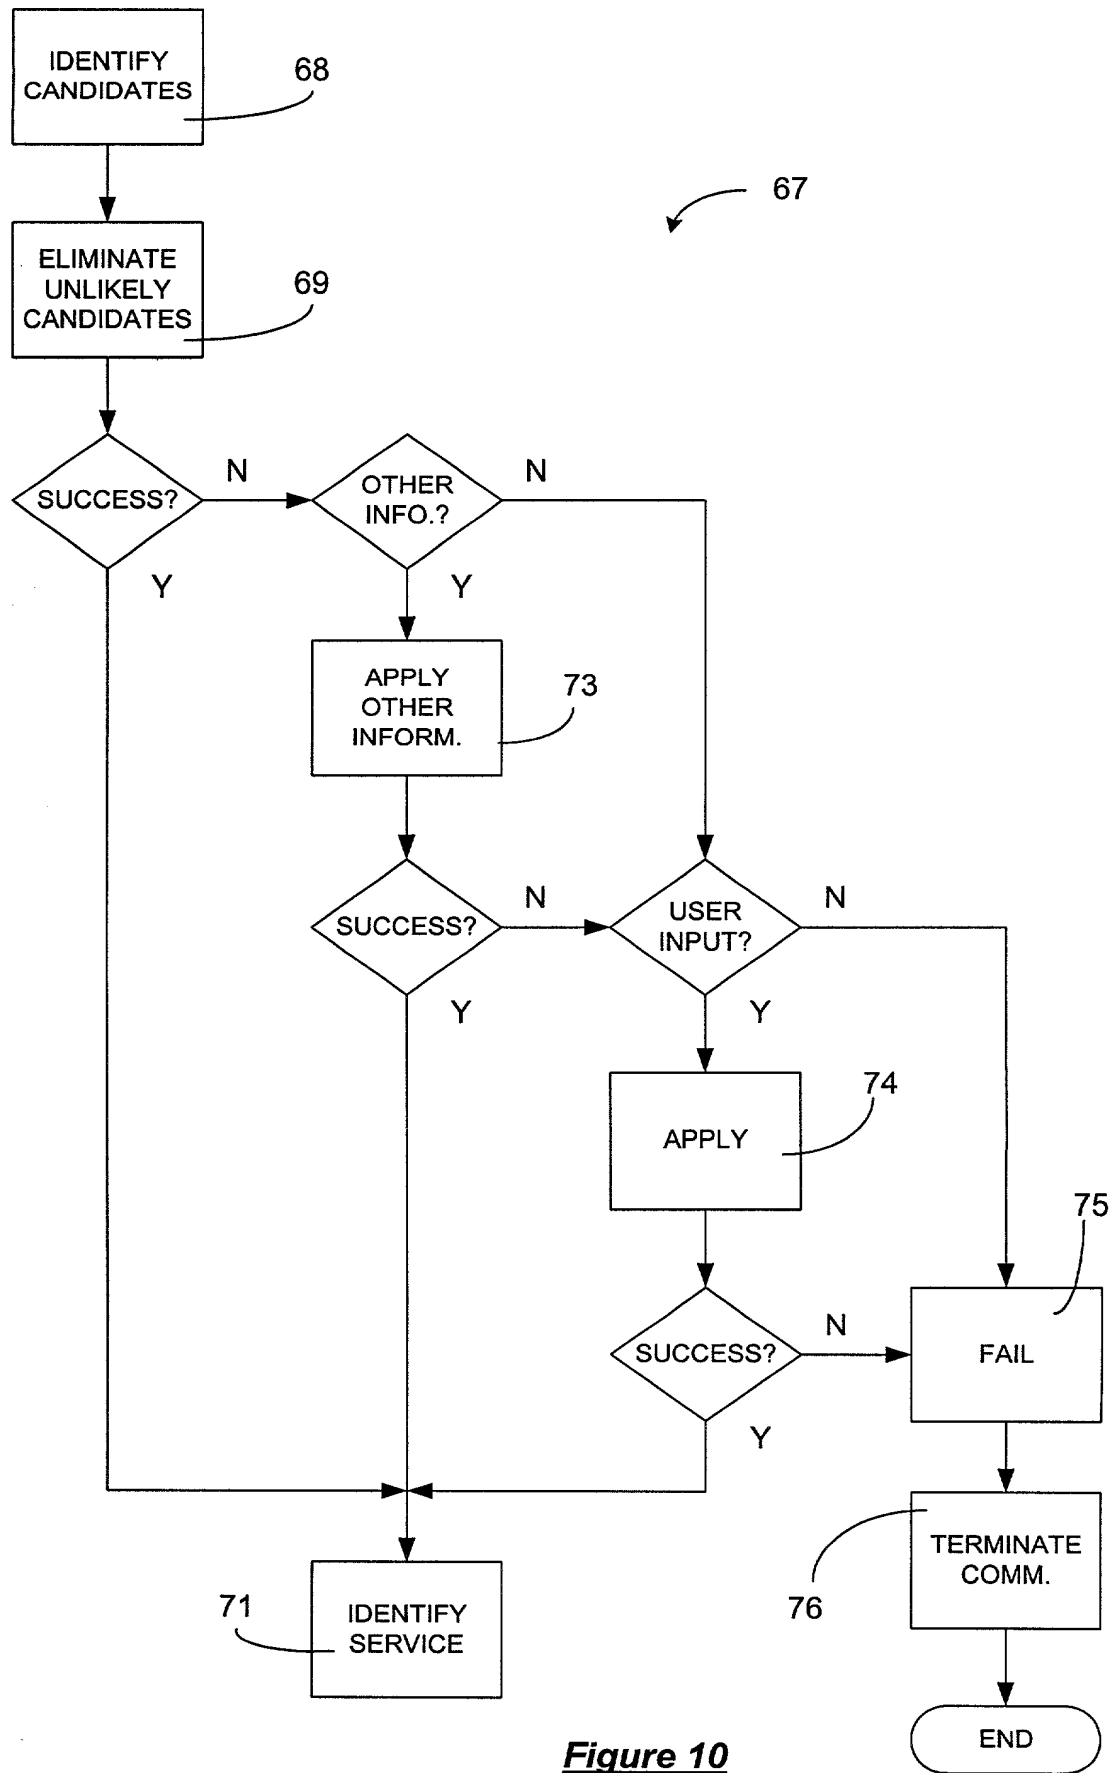 IDENTIFY
CANDIDATES
68
67
ELIMINATE
UNLIKELY
CANDIDATES
69
SUCCESS?
N
Y
OTHER
INFO.?
N
Y
APPLY
OTHER
INFORM.
73
SUCCESS?
N
Y
USER
INPUT?
N
Y
APPLY
74
75
SUCCESS?
N
Y
FAIL
TERMINATE
COMM.
76
71
IDENTIFY
SERVICE
END
Figure 10